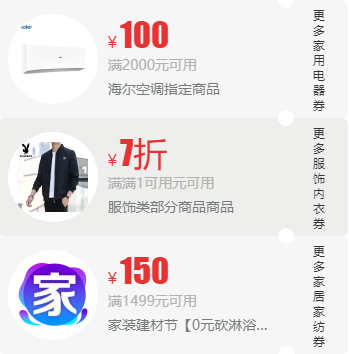 ¥100
满2000元可用
海尔空调指定商品
更多家用电器券
¥7折
满满1可用元可用
服饰类部分商品商品
更多服饰内衣券
家
¥150
满1499元可用
家装建材节【0元砍淋浴...
更多家居家纺券